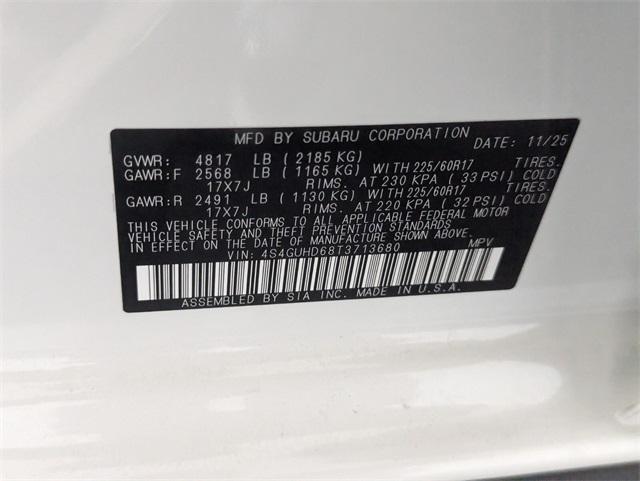 MFD BY SUBARU CORPORATION DATE: 11/25
GVWR: 4817 LB ( 2185 KG)
GAWR: F 2568 LB ( 1165 KG) WITH 225/60R17 TIRES.
17X7J RIMS. AT 230 KPA ( 33 PSI) COLD
GAWR: R 2491 LB ( 1130 KG) WITH 225/60R17 TIRES.
17X7J RIMS. AT 220 KPA ( 32 PSI) COLD
THIS VEHICLE CONFORMS TO ALL APPLICABLE FEDERAL MOTOR
VEHICLE SAFETY AND THEFT PREVENTION STANDARDS
IN EFFECT ON THE DATE OF MANUFACTURE SHOWN ABOVE.
VIN: 4S4GUHD68T3713680 MPV
ASSEMBLED BY SIA INC. MADE IN U.S.A.